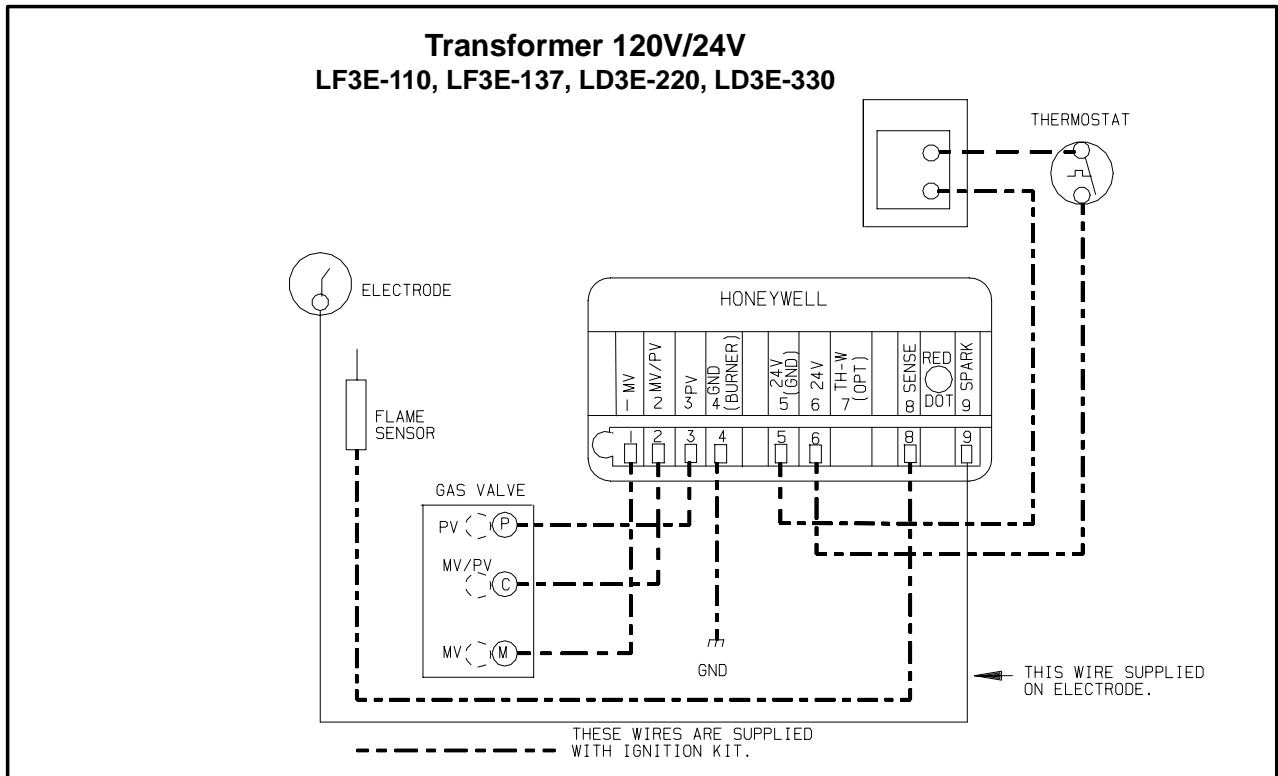 Transformer 120V/24V
LF3E-110, LF3E-137, LD3E-220, LD3E-330
THERMOSTAT
ELECTRODE
HONEYWELL
1 MV
2 MV/PV
3 PV
4 GND (BURNER)
5 24V (GND)
6 24V
7 TH-W (OPT)
8 SENSE
RED DOT
9 SPARK
1 2 3 4 5 6 8 9
FLAME
SENSOR
GAS VALVE
PV P
MV/PV
C
MV M
GND
THIS WIRE SUPPLIED
ON ELECTRODE.
THESE WIRES ARE SUPPLIED
WITH IGNITION KIT.